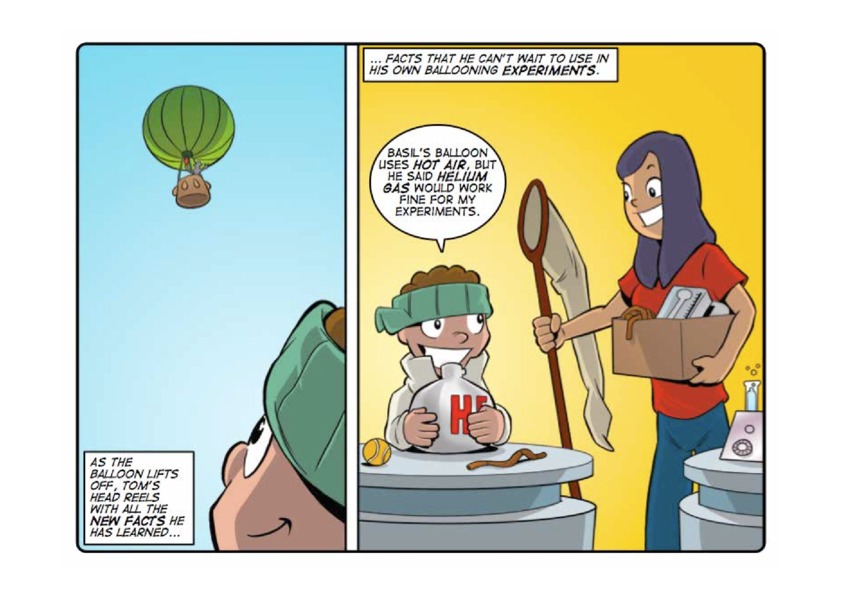 AS THE
BALLOON LIFTS
OFF, TOM'S
HEAD REELS
WITH ALL THE
NEW FACTS HE
HAS LEARNED...
... FACTS THAT HE CAN'T WAIT TO USE IN
HIS OWN BALLOONING EXPERIMENTS.
BASIL'S BALLOON
USES HOT AIR, BUT
HE SAID HELIUM
GAS WOULD WORK
FINE FOR MY
EXPERIMENTS.
He